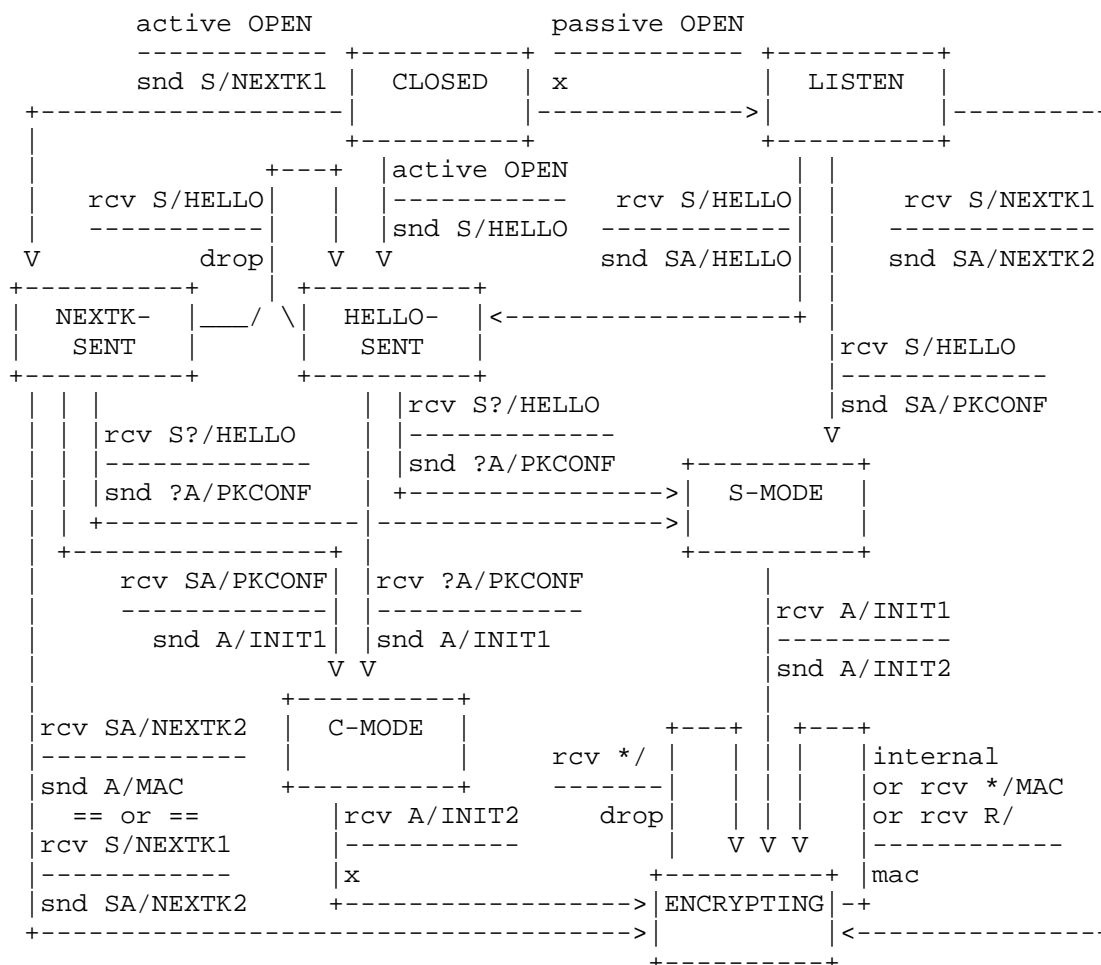 active OPEN passive OPEN
snd S/NEXTK1 CLOSED x LISTEN
active OPEN
rcv S/HELLO rcv S/HELLO rcv S/NEXTK1
snd S/HELLO
drop snd SA/HELLO snd SA/NEXTK2
NEXTK- HELLO-
SENT SENT rcv S/HELLO
rcv S?/HELLO snd SA/PKCONF
rcv S?/HELLO
snd ?A/PKCONF
snd ?A/PKCONF S-MODE
rcv SA/PKCONF rcv ?A/PKCONF
rcv A/INIT1
snd A/INIT1 snd A/INIT1
snd A/INIT2
rcv SA/NEXTK2 C-MODE
rcv */ internal
snd A/MAC or rcv */MAC
== or == rcv A/INIT2 drop or rcv R/
rcv S/NEXTK1
x mac
snd SA/NEXTK2 ENCRYPTING